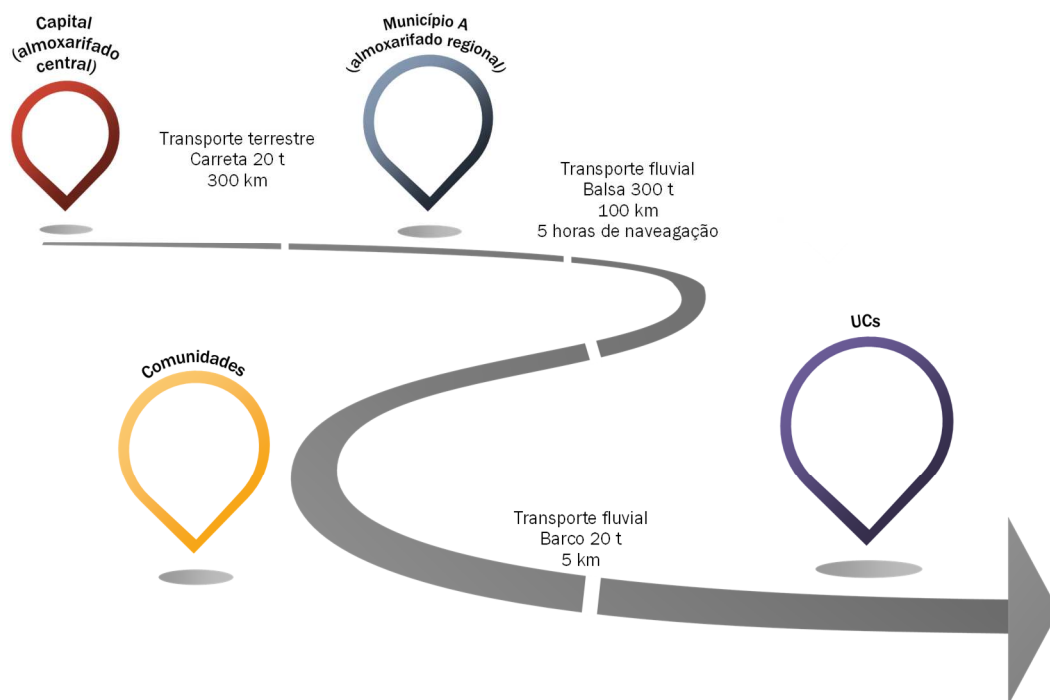 Capital
(almoxarifado
central)
Município A
(almoxarifado regional)
Transporte terrestre
Carreta 20 t
300 km
Transporte fluvial
Balsa 300 t
100 km
5 horas de naveagação
UCs
Comunidades
Transporte fluvial
Barco 20 t
5 km